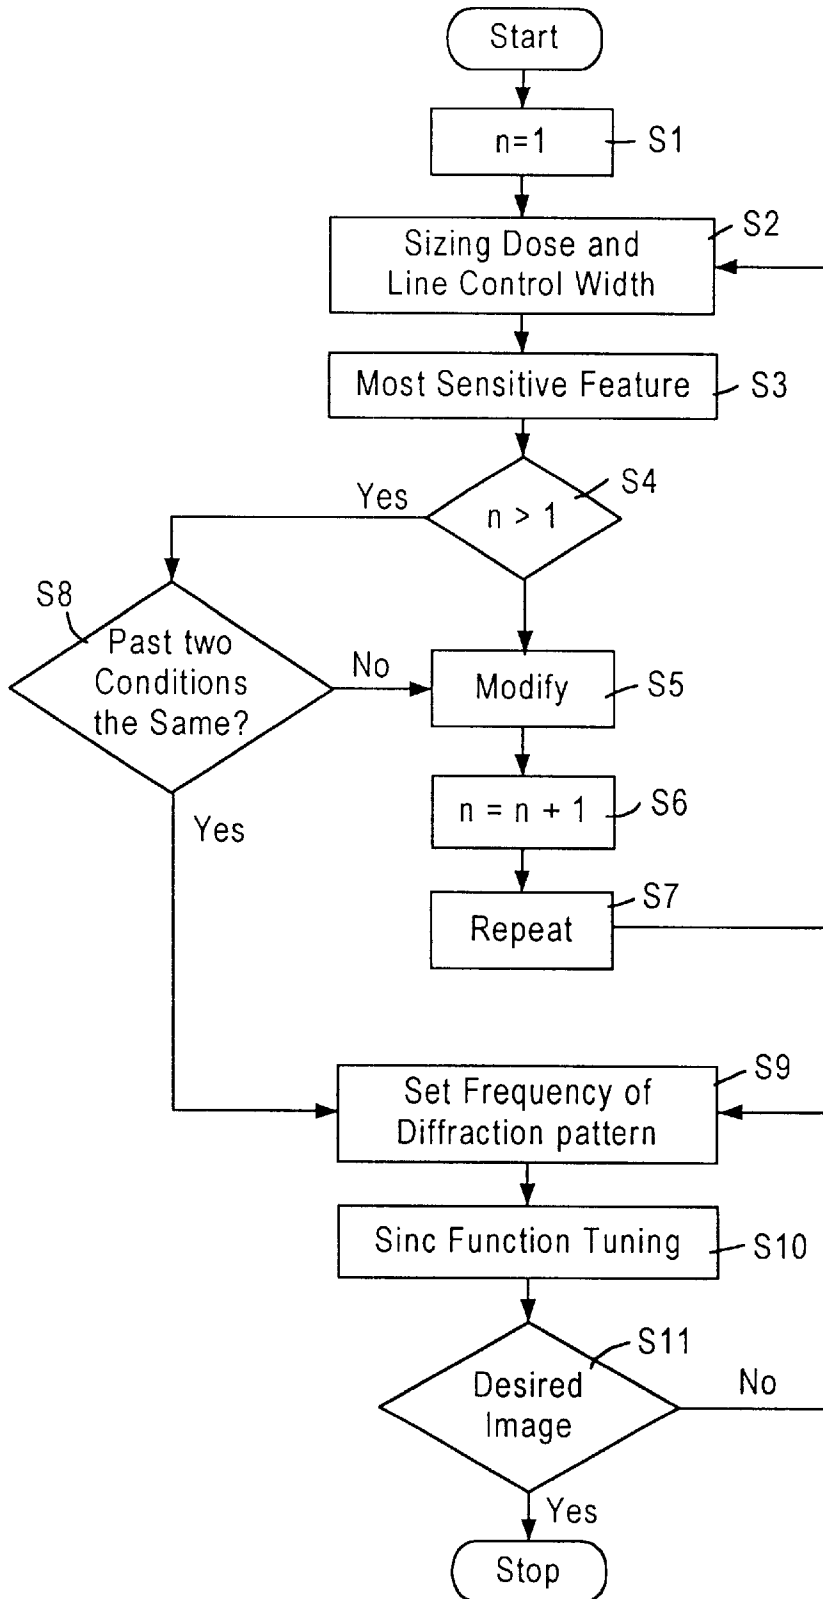 Start
n=1
S1
Sizing Dose and
Line Control Width
S2
Most Sensitive Feature
S3
n > 1
S4
Yes
S8
Past two
Conditions
the Same?
No
Yes
Modify
S5
n = n + 1
S6
Repeat
S7
Set Frequency of
Diffraction pattern
S9
Sinc Function Tuning
S10
Desired
Image
S11
No
Yes
Stop